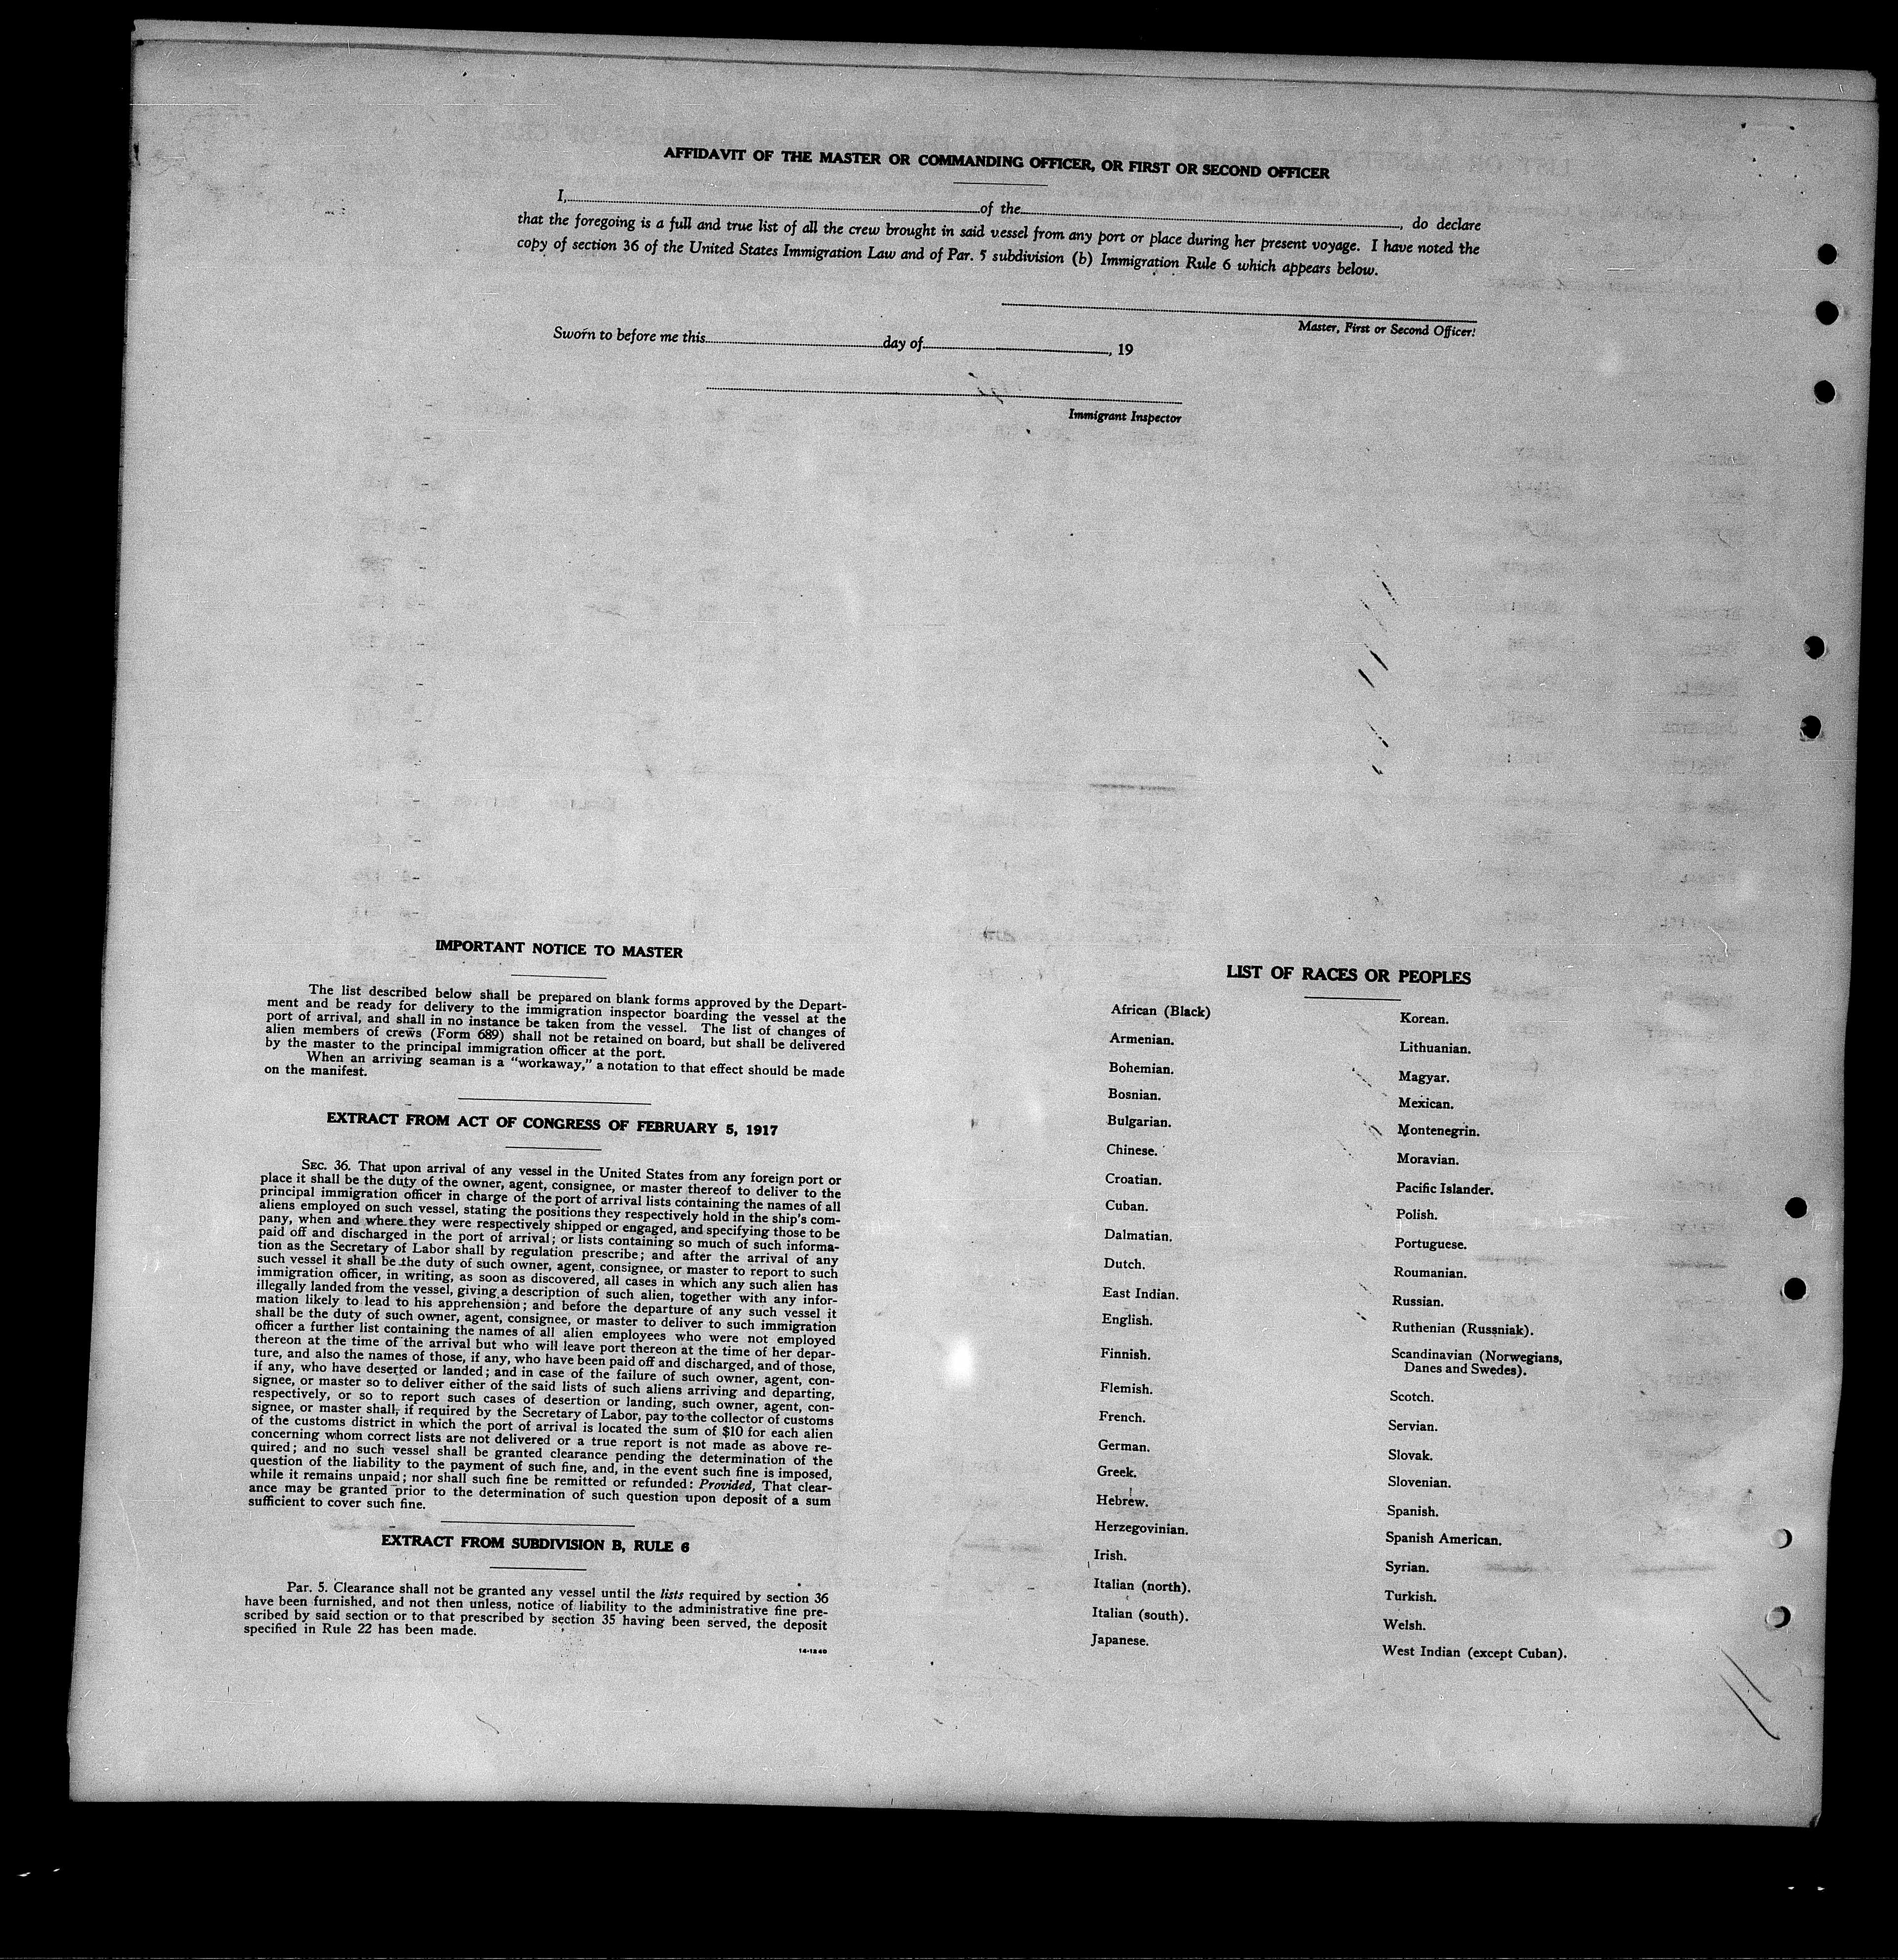 AFFIDAVIT OF THE MASTER OR COMMANDING OFFICER, OR FIRST OR SECOND OFFICER
I, of the , do declare
that the foregoing is a full and true list of all the crew brought in said vessel from any port or place during her present voyage. I have noted the
copy of section 36 of the United States Immigration Law and of Par. 5 subdivision (b) Immigration Rule 6 which appears below.
Master, First or Second Officer.
Sworn to before me this day of , 19
Immigrant Inspector
IMPORTANT NOTICE TO MASTER
The list described below shall be prepared on blank forms approved by the Depart-
ment and be ready for delivery to the immigration inspector boarding the vessel at the
port of arrival, and shall in no instance be taken from the vessel. The list of changes of
alien members of crews (Form 689) shall not be retained on board, but shall be delivered
by the master to the principal immigration officer at the port.
When an arriving seaman is a "workaway," a notation to that effect should be made
on the manifest.
EXTRACT FROM ACT OF CONGRESS OF FEBRUARY 5, 1917
SEC. 36. That upon arrival of any vessel in the United States from any foreign port or
place it shall be the duty of the owner, agent, consignee, or master thereof to deliver to the
principal immigration officer in charge of the port of arrival lists containing the names of all
aliens employed on such vessel, stating the positions they respectively hold in the ship's com-
pany, when and where they were respectively shipped or engaged, and specifying those to be
paid off and discharged in the port of arrival; or lists containing so much of such informa-
tion as the Secretary of Labor shall by regulation prescribe; and after the arrival of any
such vessel it shall be the duty of such owner, agent, consignee, or master to report to such
immigration officer, in writing, as soon as discovered, all cases in which any such alien has
illegally landed from the vessel, giving a description of such alien, together with any infor-
mation likely to lead to his apprehension; and before the departure of any such vessel it
shall be the duty of such owner, agent, consignee, or master to deliver to such immigration
officer a further list containing the names of all alien employees who were not employed
thereon at the time of the arrival but who will leave port thereon at the time of her depar-
ture, and also the names of those, if any, who have been paid off and discharged, and of those,
if any, who have deserted or landed; and in case of the failure of such owner, agent, con-
signee, or master so to deliver either of the said lists of such aliens arriving and departing,
respectively, or so to report such cases of desertion or landing, such owner, agent, con-
signee, or master shall, if required by the Secretary of Labor, pay to the collector of customs
of the customs district in which the port of arrival is located the sum of $10 for each alien
concerning whom correct lists are not delivered or a true report is not made as above re-
quired; and no such vessel shall be granted clearance pending the determination of the
question of the liability to the payment of such fine, and, in the event such fine is imposed,
while it remains unpaid; nor shall such fine be remitted or refunded: Provided, That clear-
ance may be granted prior to the determination of such question upon deposit of a sum
sufficient to cover such fine.
EXTRACT FROM SUBDIVISION B, RULE 6
Par. 5. Clearance shall not be granted any vessel until the lists required by section 36
have been furnished, and not then unless, notice of liability to the administrative fine pre-
scribed by said section or to that prescribed by section 35 having been served, the deposit
specified in Rule 22 has been made.
14-1240
LIST OF RACES OR PEOPLES
African (Black)
Armenian.
Bohemian.
Bosnian.
Bulgarian.
Chinese.
Croatian.
Cuban.
Dalmatian.
Dutch.
East Indian.
English.
Finnish.
Flemish.
French.
German.
Greek.
Hebrew.
Herzegovinian.
Irish.
Italian (north).
Italian (south).
Japanese.
Korean.
Lithuanian.
Magyar.
Mexican.
Montenegrin.
Moravian.
Pacific Islander.
Polish.
Portuguese.
Roumanian.
Russian.
Ruthenian (Russniak).
Scandinavian (Norwegians,
Danes and Swedes).
Scotch.
Servian.
Slovak.
Slovenian.
Spanish.
Spanish American.
Syrian.
Turkish.
Welsh.
West Indian (except Cuban).